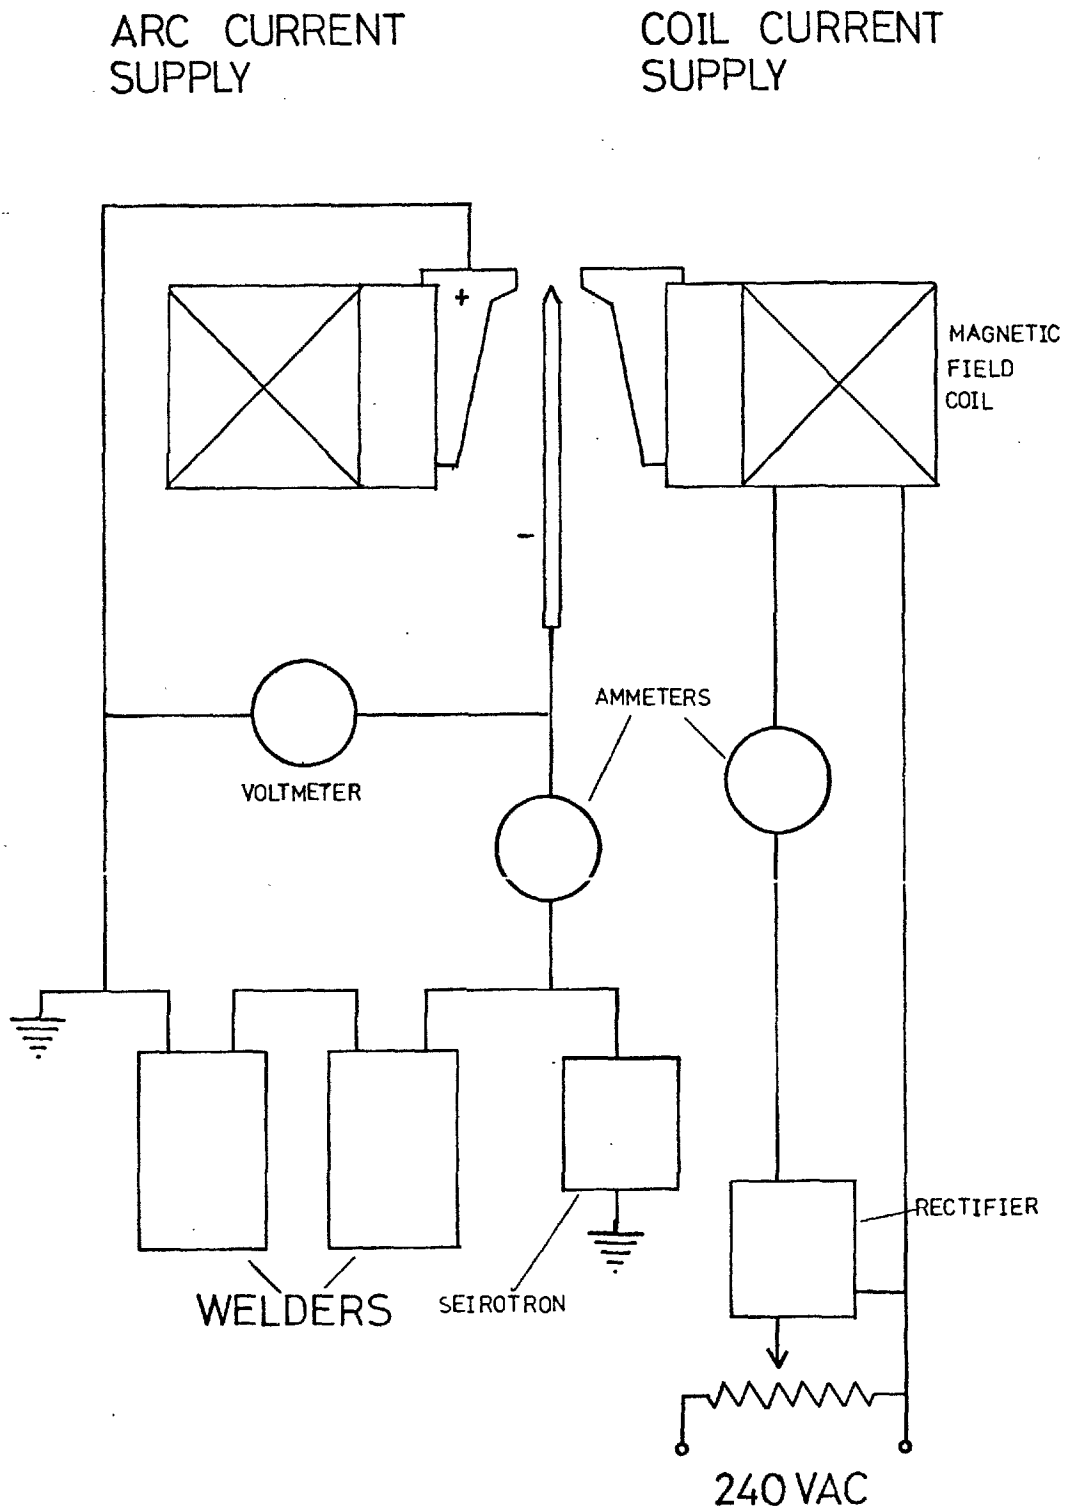 ARC CURRENT
SUPPLY
COIL CURRENT
SUPPLY
+
MAGNETIC
FIELD
COIL
-
AMMETERS
VOLTMETER
RECTIFIER
WELDERS
SEIROTRON
240 VAC